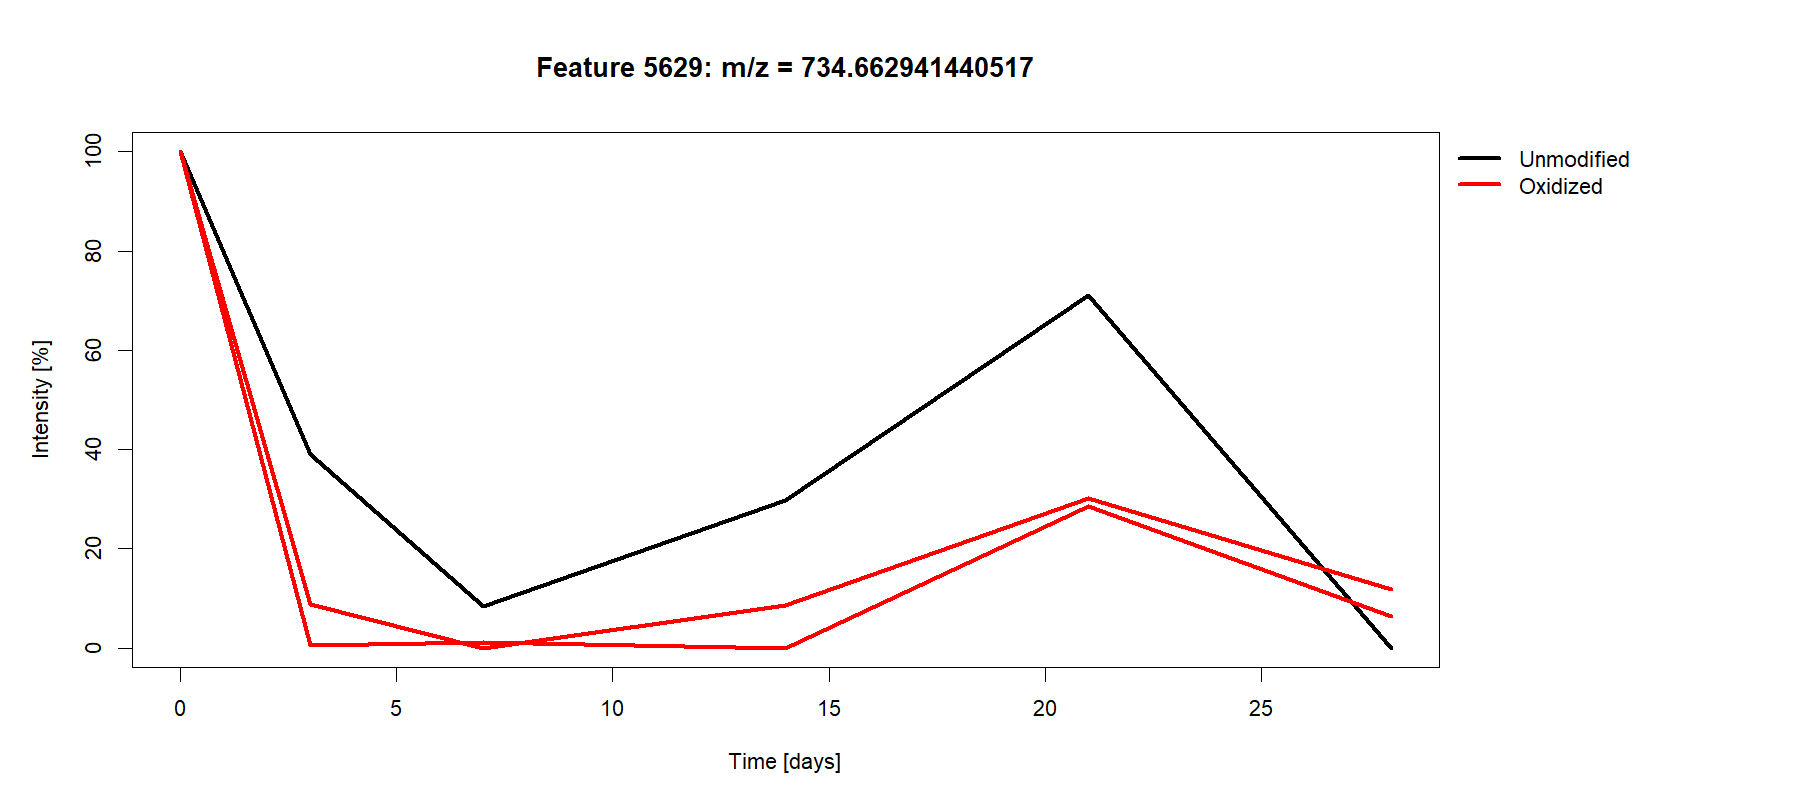 Feature 5629: m/z = 734.662941440517
Unmodified
Oxidized
Intensity [%]
100
80
60
40
20
0
0 5 10 15 20 25
Time [days]